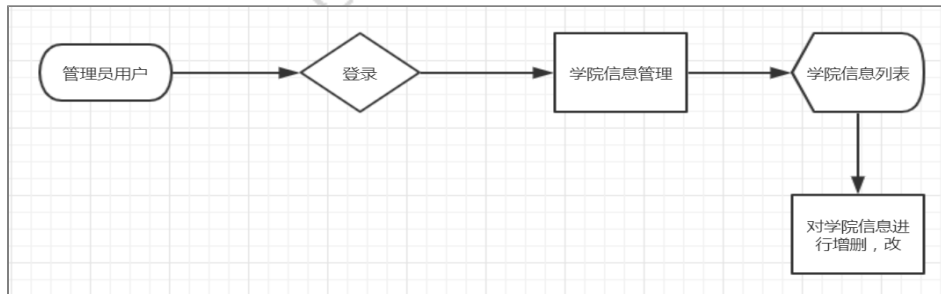 管理员用户
登录
学院信息管理
学院信息列表
对学院信息进
行增删，改